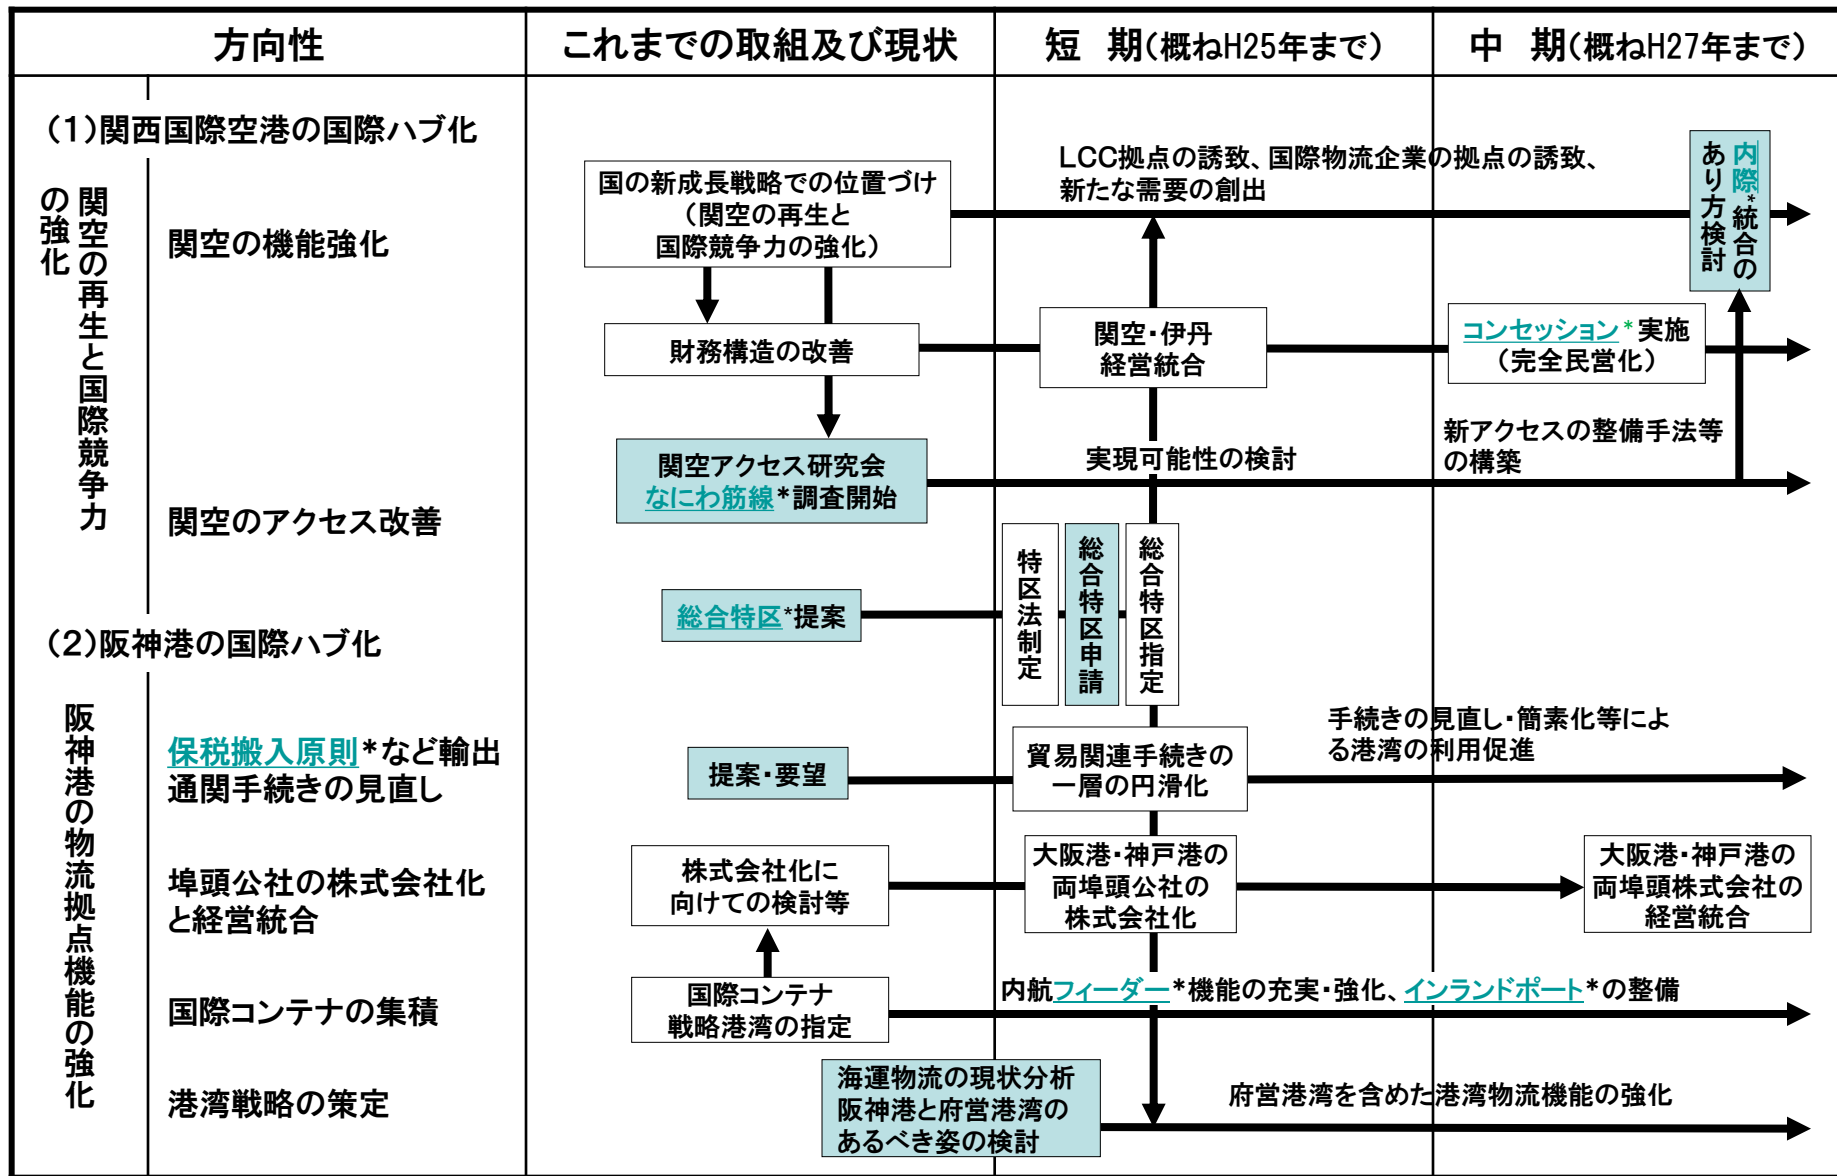 方向性
これまでの取組及び現状
短　期(概ねH25年まで)
中　期(概ねH27年まで)
(1)関西国際空港の国際ハブ化
関空の再生と国際競争力
の強化
関空の機能強化
国の新成長戦略での位置づけ
(関空の再生と
国際競争力の強化)
LCC拠点の誘致、国際物流企業の拠点の誘致、
新たな需要の創出
内際*統合の
あり方検討
財務構造の改善
関空・伊丹
経営統合
コンセッション*実施
(完全民営化)
関空のアクセス改善
関空アクセス研究会
なにわ筋線*調査開始
実現可能性の検討
新アクセスの整備手法等
の構築
総合特区*提案
特区法制定
総合特区申請
総合特区指定
(2)阪神港の国際ハブ化
阪神港の物流拠点機能の強化
保税搬入原則*など輸出
通関手続きの見直し
提案・要望
貿易関連手続きの
一層の円滑化
手続きの見直し・簡素化等によ
る港湾の利用促進
埠頭公社の株式会社化
と経営統合
株式会社化に
向けての検討等
大阪港・神戸港の
両埠頭公社の
株式会社化
大阪港・神戸港の
両埠頭株式会社の
経営統合
国際コンテナの集積
国際コンテナ
戦略港湾の指定
内航フィーダー*機能の充実・強化、インランドポート*の整備
港湾戦略の策定
海運物流の現状分析
阪神港と府営港湾の
あるべき姿の検討
府営港湾を含めた港湾物流機能の強化